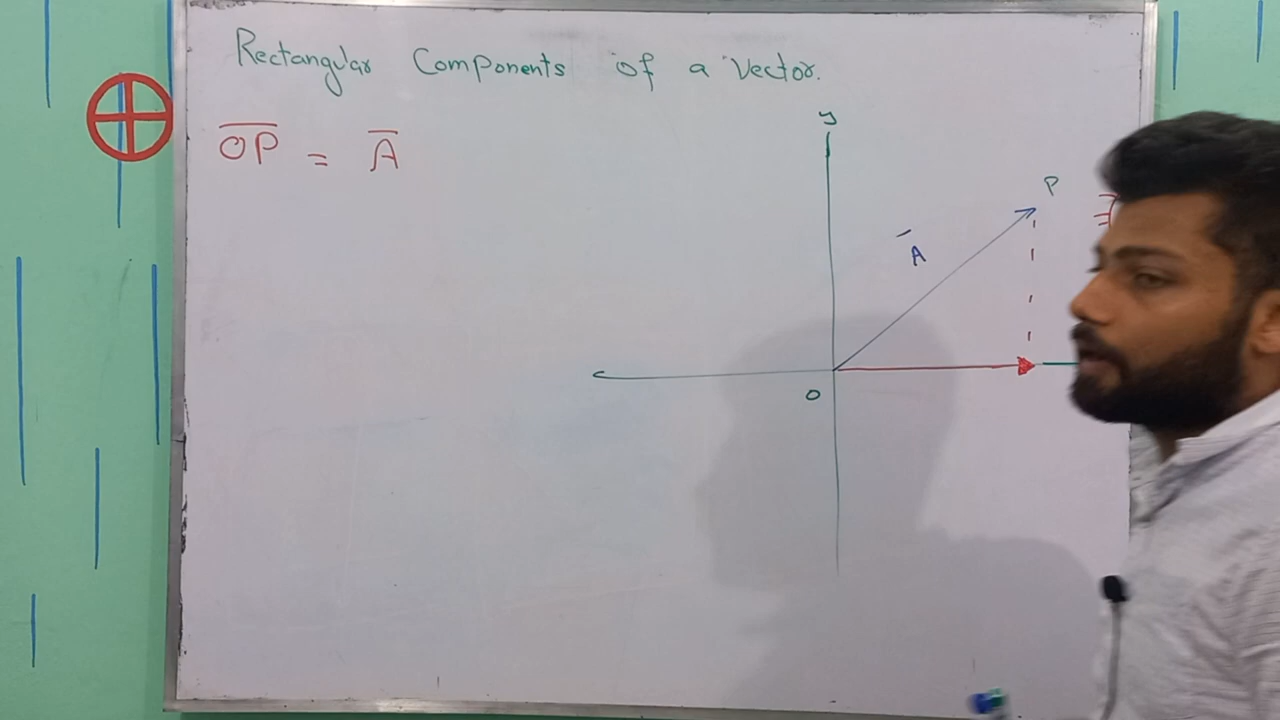 Rectangular Components of a Vector.
OP = A
y
P
A
O